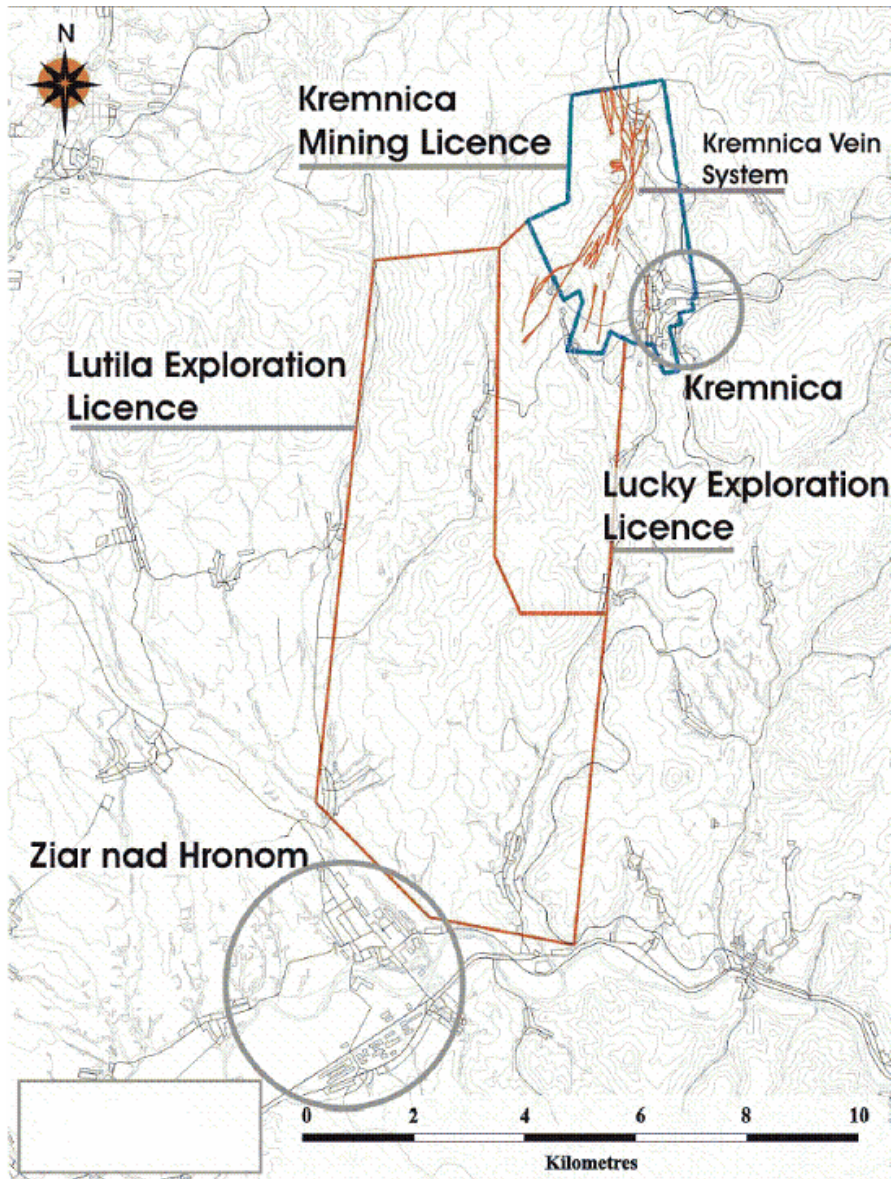 N
Kremnica
Mining Licence
Kremnica Vein
System
Lutila Exploration
Licence
Kremnica
Lucky Exploration
Licence
Ziar nad Hronom
0 2 4 6 8 10
Kilometres